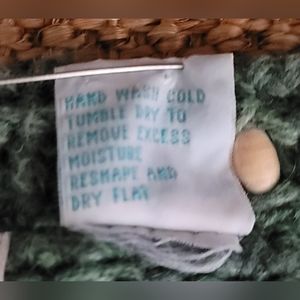 HAND WASH COLD
TUMBLE DRY TO
REMOVE EXCESS
MOISTURE
RESHAPE AND
DRY FLAT